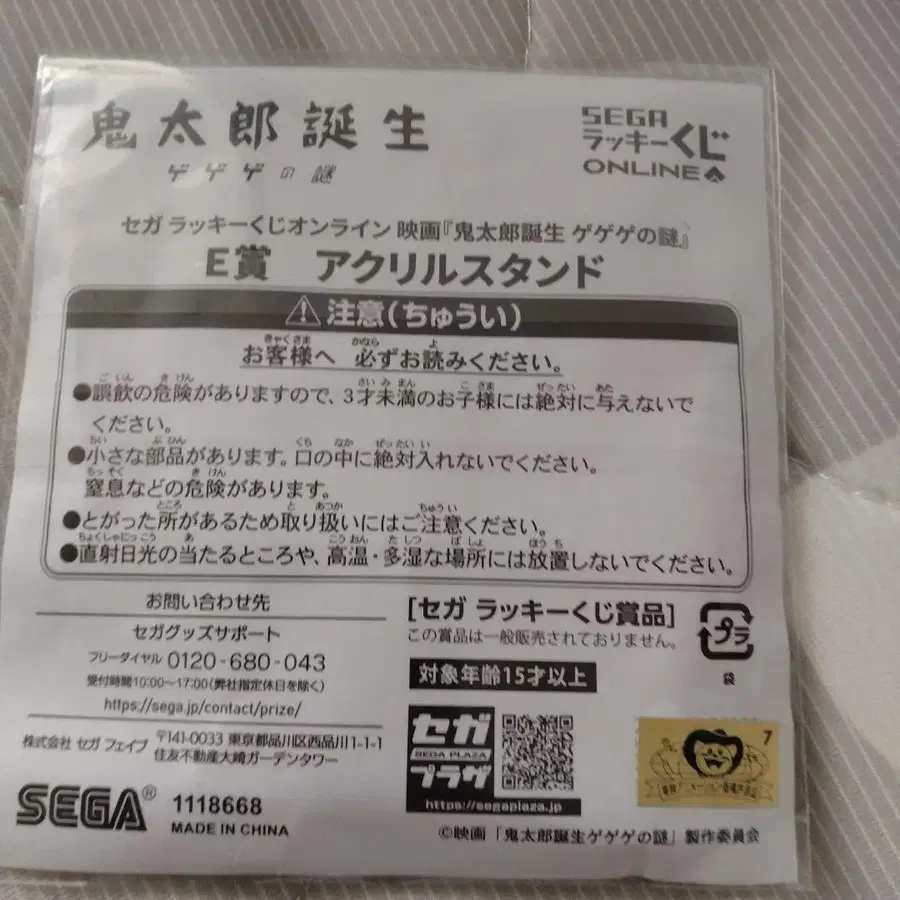 鬼太郎誕生
ゲゲゲの謎
SEGA
ラッキーくじ
ONLINE
セガ ラッキーくじオンライン 映画『鬼太郎誕生 ゲゲゲの謎』
E賞 アクリルスタンド
注意(ちゅうい)
お客様へ 必ずお読みください。
●誤飲の危険がありますので、3才未満のお子様には絶対に与えないで
ください。
●小さな部品があります。口の中に絶対入れないでください。
窒息などの危険があります。
●とがった所があるため取り扱いにはご注意ください。
●直射日光の当たるところや、高温・多湿な場所には放置しないでください。
お問い合わせ先
セガグッズサポート
フリーダイヤル 0120-680-043
受付時間10:00~17:00(弊社指定休日を除く)
https://sega.jp/contact/prize/
株式会社 セガ フェイブ 〒141-0033 東京都品川区西品川1-1-1
住友不動産大崎ガーデンタワー
SEGA® 1118668
MADE IN CHINA
[セガ ラッキーくじ賞品]
この賞品は一般販売されておりません。
プラ
袋
対象年齢15才以上
セガ
SEGA PLAZA
プラザ
https://segaplaza.jp
7
©映画「鬼太郎誕生ゲゲゲの謎」製作委員会